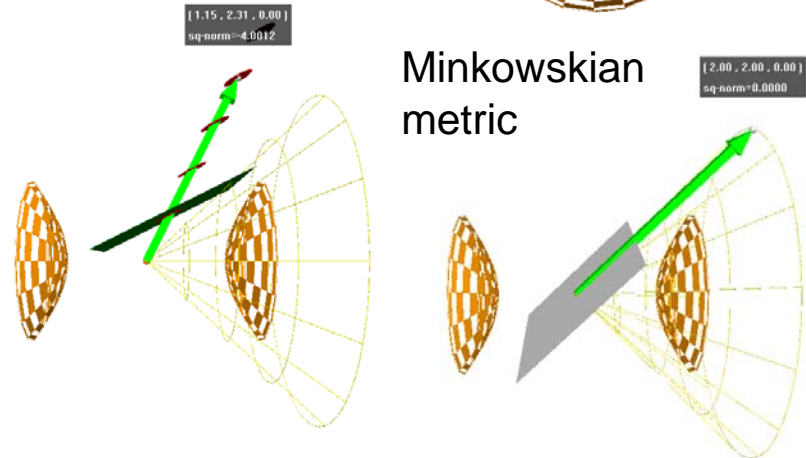 (1.15 , 2.31 , 0.00 )
sq-norm=-4.0012
Minkowskian
metric
(2.00 , 2.00 , 0.00 )
sq-norm=0.0000